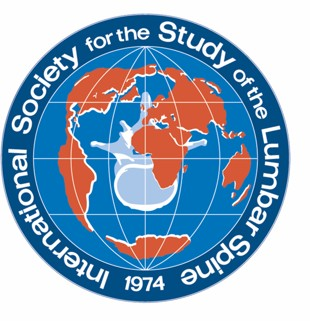 International Society for the Study of the Lumbar Spine
1974